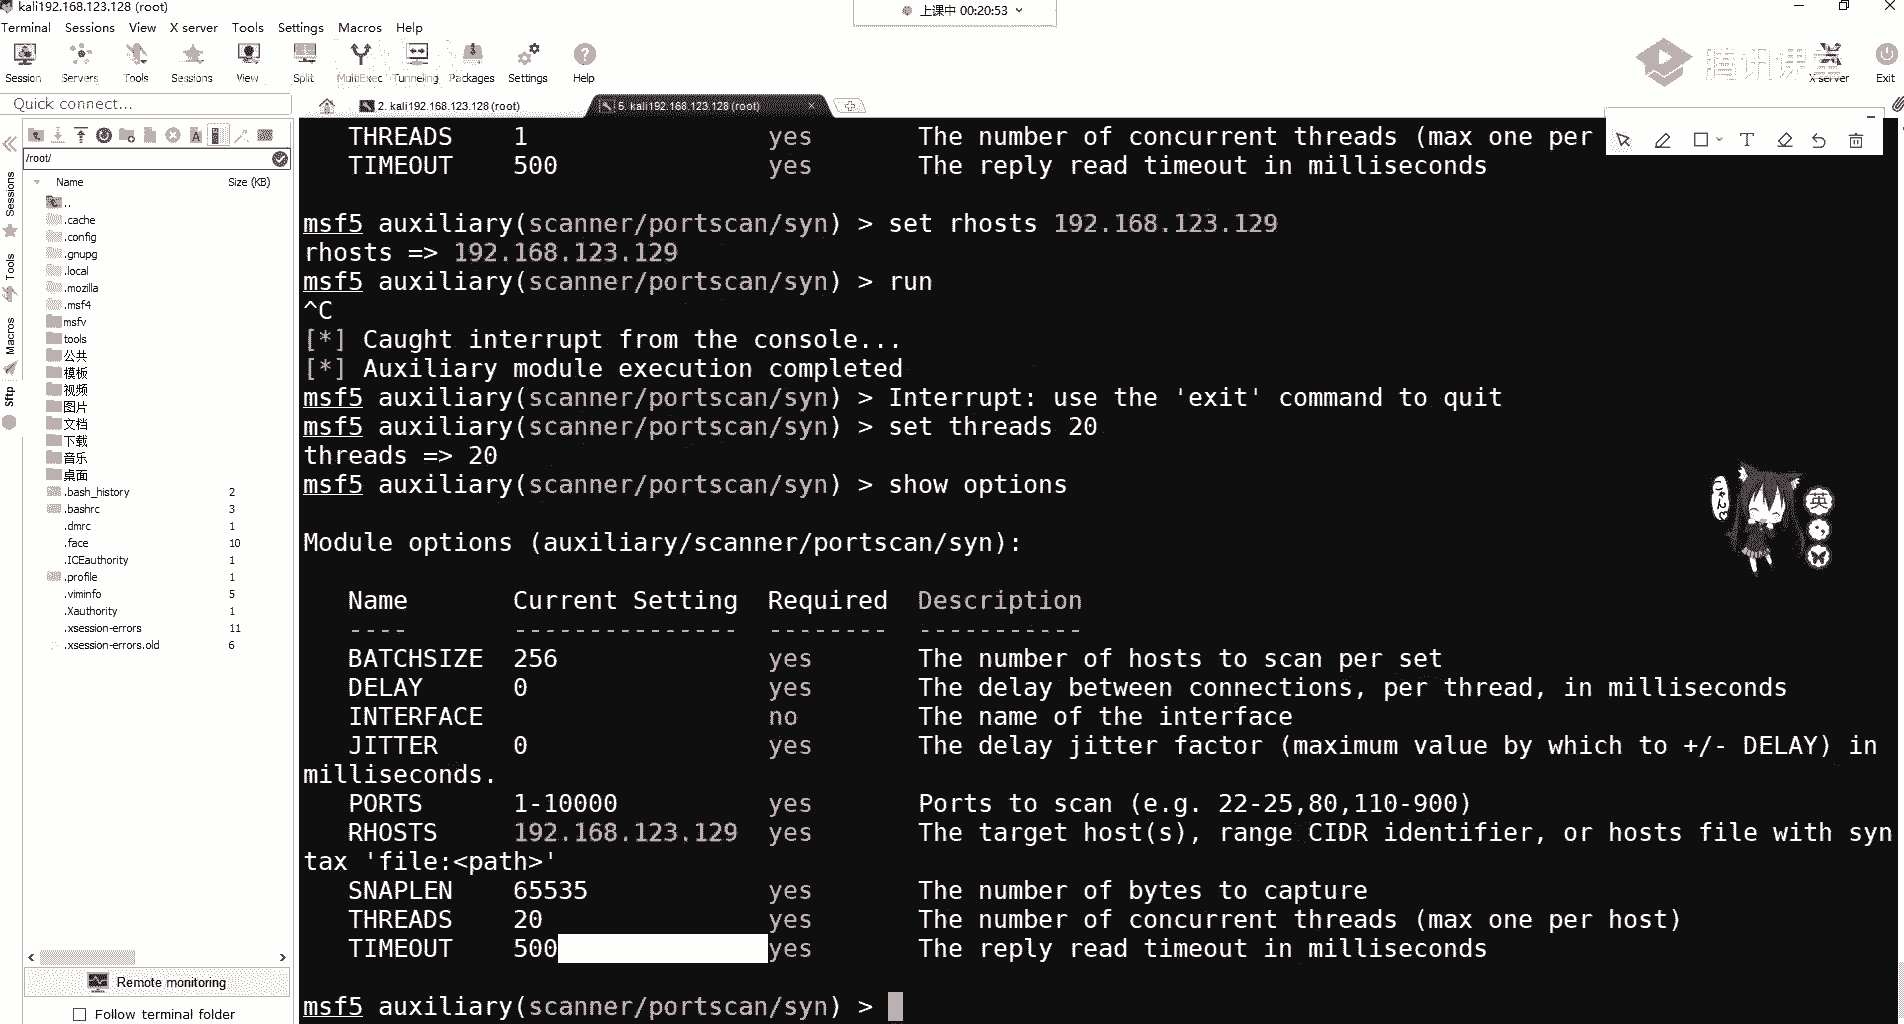 kali192.168.123.128 (root)
上课中 00:20:53
Terminal Sessions View X server Tools Settings Macros Help
Session Servers Tools Sessions View Split MultiExec Tunneling Packages Settings Help
腾讯课堂
X server Exit
Quick connect...
2. kali192.168.123.128 (root)
5. kali192.168.123.128 (root)
/root/
Name Size (KB)
..
.cache
.config
.gnupg
.local
.mozilla
.msf4
msfv
tools
公共
模板
视频
图片
文档
下载
音乐
桌面
.bash_history 2
.bashrc 3
.dmrc 1
.face 10
.ICEauthority 1
.profile 1
.viminfo 5
.Xauthority 1
.xsession-errors 11
.xsession-errors.old 6
Remote monitoring
Follow terminal folder
Sessions
Tools
Macros
Sftp
THREADS 1 yes The number of concurrent threads (max one per
TIMEOUT 500 yes The reply read timeout in milliseconds
msf5 auxiliary(scanner/portscan/syn) > set rhosts 192.168.123.129
rhosts => 192.168.123.129
msf5 auxiliary(scanner/portscan/syn) > run
^C
[*] Caught interrupt from the console...
[*] Auxiliary module execution completed
msf5 auxiliary(scanner/portscan/syn) > Interrupt: use the 'exit' command to quit
msf5 auxiliary(scanner/portscan/syn) > set threads 20
threads => 20
msf5 auxiliary(scanner/portscan/syn) > show options
Module options (auxiliary/scanner/portscan/syn):
Name Current Setting Required Description
---- --------------- -------- -----------
BATCHSIZE 256 yes The number of hosts to scan per set
DELAY 0 yes The delay between connections, per thread, in milliseconds
INTERFACE no The name of the interface
JITTER 0 yes The delay jitter factor (maximum value by which to +/- DELAY) in
milliseconds.
PORTS 1-10000 yes Ports to scan (e.g. 22-25,80,110-900)
RHOSTS 192.168.123.129 yes The target host(s), range CIDR identifier, or hosts file with syn
tax 'file:<path>'
SNAPLEN 65535 yes The number of bytes to capture
THREADS 20 yes The number of concurrent threads (max one per host)
TIMEOUT 500 yes The reply read timeout in milliseconds
msf5 auxiliary(scanner/portscan/syn) >
英